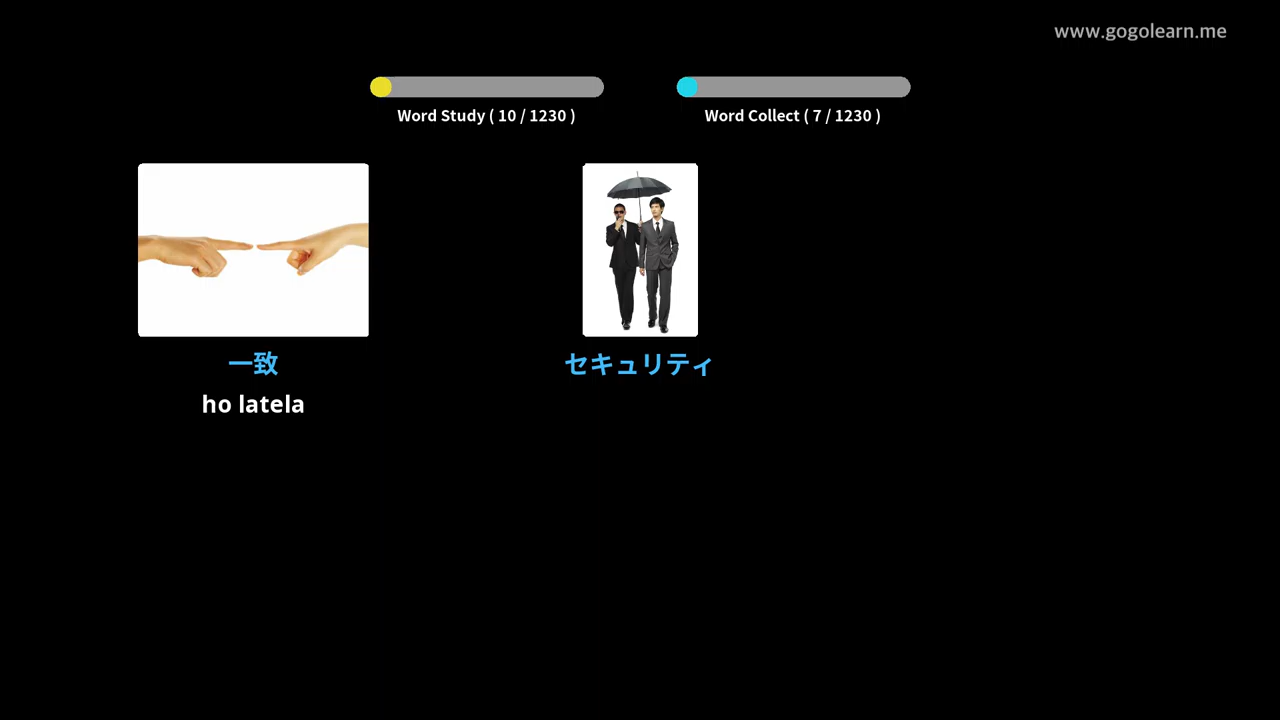 www.gogolearn.me
Word Study ( 10 / 1230 )
Word Collect ( 7 / 1230 )
一致
セキュリティ
ho latela